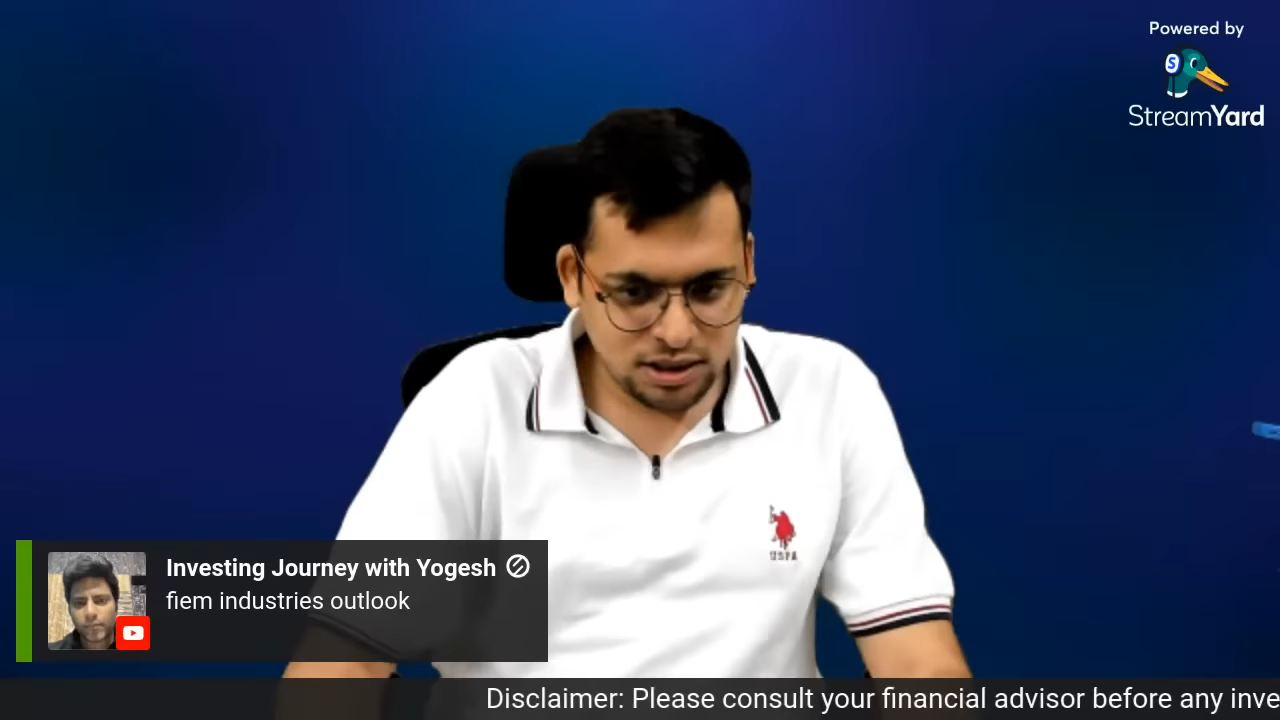 Powered by
StreamYard
USPA
Investing Journey with Yogesh
fiem industries outlook
Disclaimer: Please consult your financial advisor before any inve